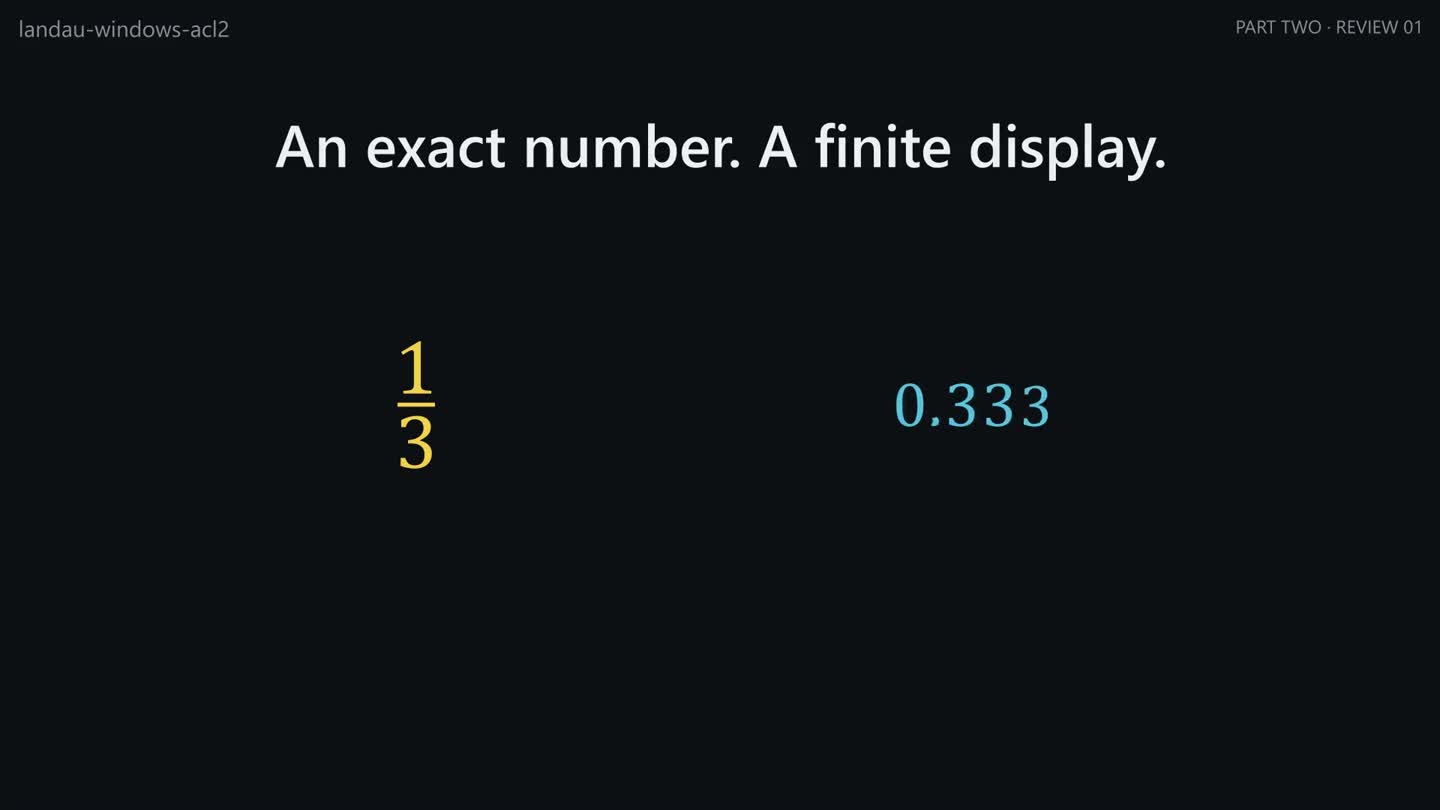 landau-windows-acl2
PART TWO · REVIEW 01
An exact number. A finite display.
1
3
0.333